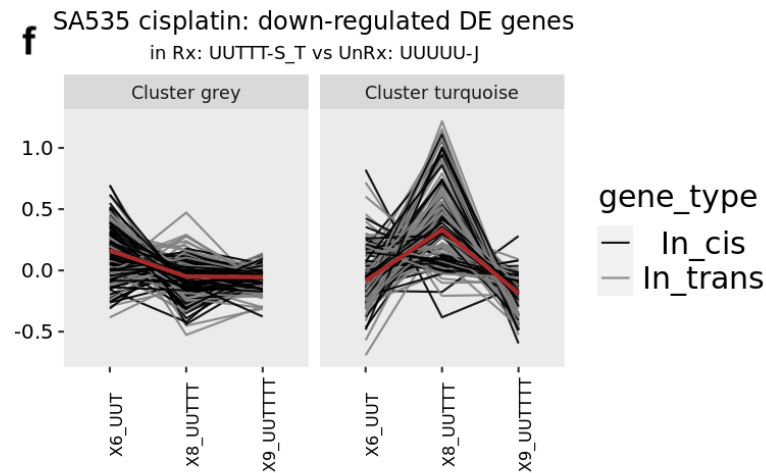 f
SA535 cisplatin: down-regulated DE genes
in Rx: UUTTT-S_T vs UnRx: UUUUU-J
Cluster grey
Cluster turquoise
1.0
0.5
0.0
-0.5
X6_UUT
X8_UUTTT
X9_UUTTTT
X6_UUT
X8_UUTTT
X9_UUTTTT
gene_type
In_cis
In_trans